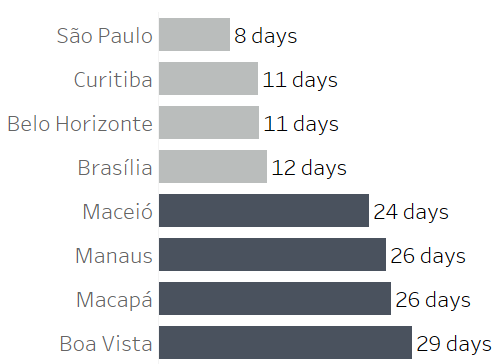 São Paulo 8 days
Curitiba 11 days
Belo Horizonte 11 days
Brasília 12 days
Maceió 24 days
Manaus 26 days
Macapá 26 days
Boa Vista 29 days